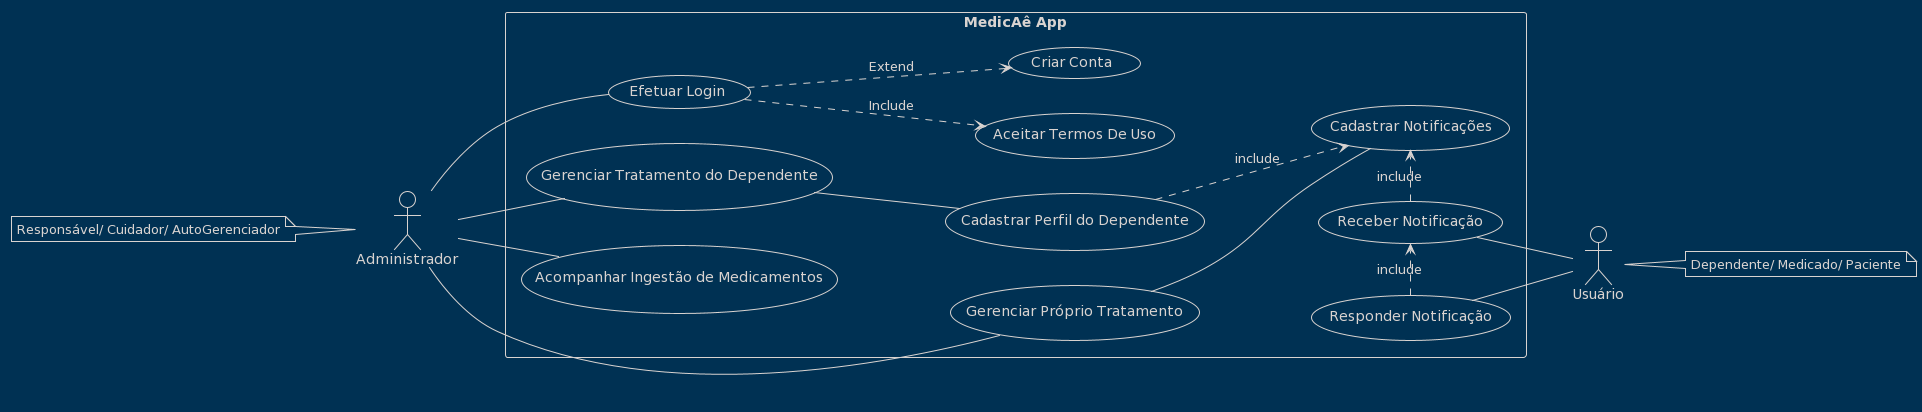 MedicAê App
Extend
Criar Conta
Efetuar Login
Include
Aceitar Termos De Uso
Cadastrar Notificações
include
Gerenciar Tratamento do Dependente
include
Cadastrar Perfil do Dependente
Receber Notificação
Responsável/ Cuidador/ AutoGerenciador
Administrador
Acompanhar Ingestão de Medicamentos
include
Dependente/ Medicado/ Paciente
Usuário
Gerenciar Próprio Tratamento
Responder Notificação